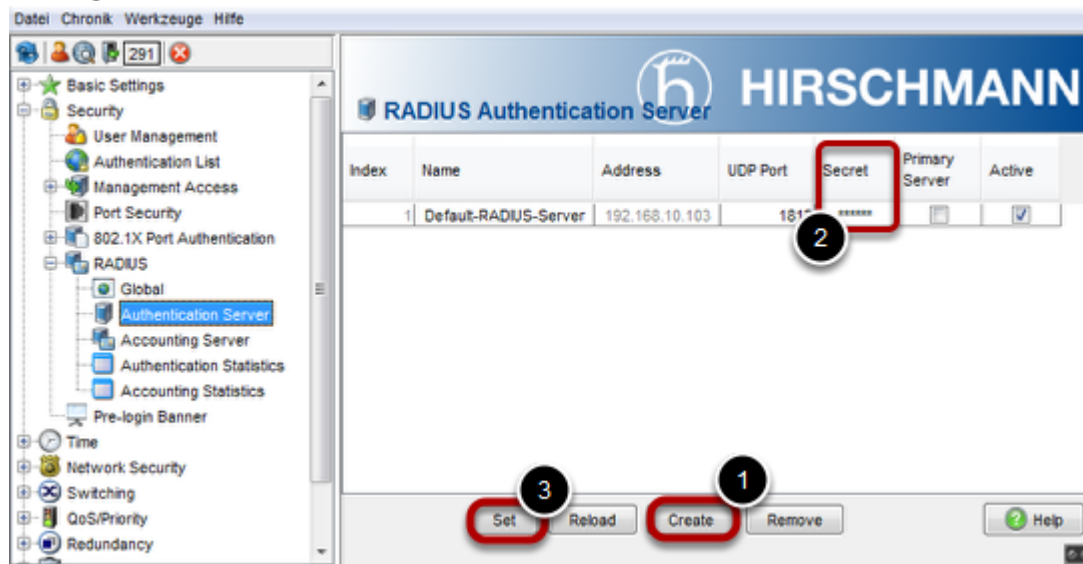 Datei Chronik Werkzeuge Hilfe
291
Basic Settings
Security
User Management
Authentication List
Management Access
Port Security
802.1X Port Authentication
RADIUS
Global
Authentication Server
Accounting Server
Authentication Statistics
Accounting Statistics
Pre-login Banner
Time
Network Security
Switching
QoS/Priority
Redundancy
HIRSCHMANN
RADIUS Authentication Server
Index Name Address UDP Port Secret Primary Server Active
1 Default-RADIUS-Server 192.168.10.103 ******
2
3
1
Set Reload Create Remove Help